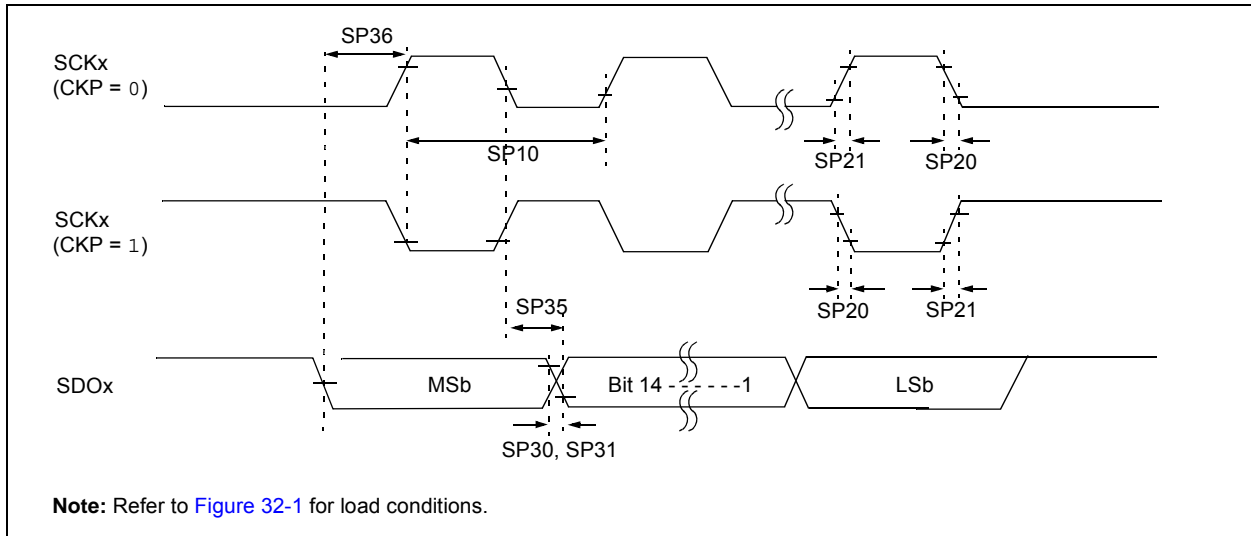 SP36
SCKx
(CKP = 0)
SP10
SP21
SP20
SCKx
(CKP = 1)
SP35
SP20
SP21
SDOx
MSb
Bit 14 - - - - - -1
LSb
SP30, SP31
Note: Refer to Figure 32-1 for load conditions.